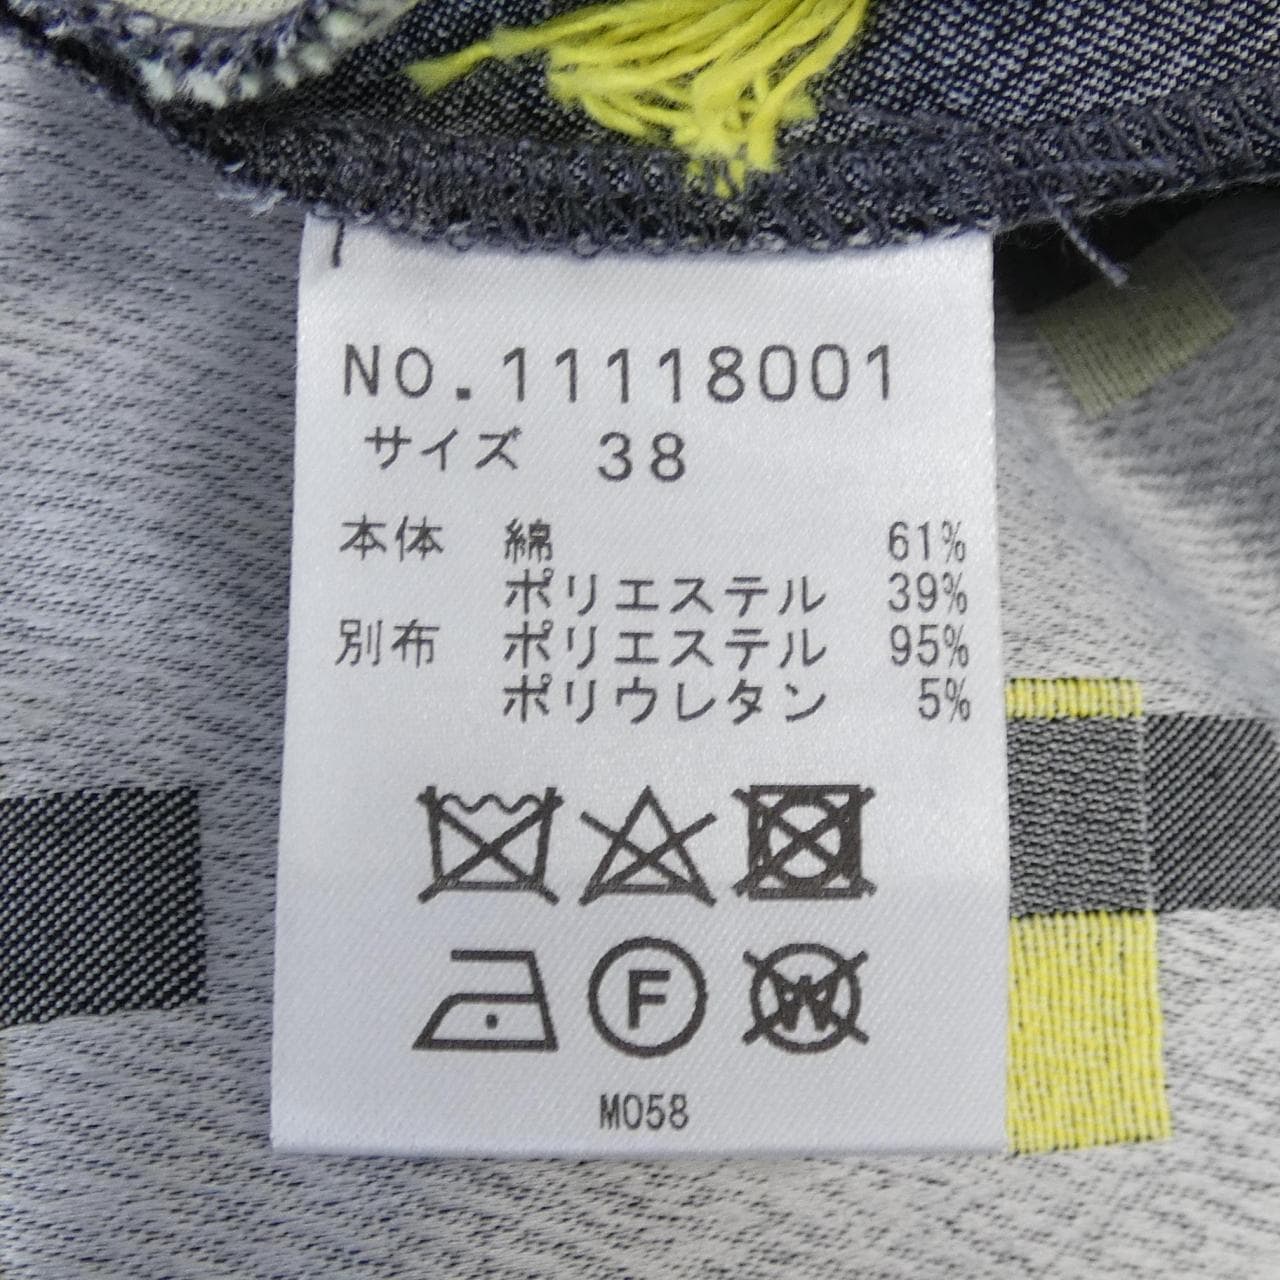 NO.11118001
サイズ 38
本体 綿 61%
ポリエステル 39%
別布 ポリエステル 95%
ポリウレタン 5%
F W
M058